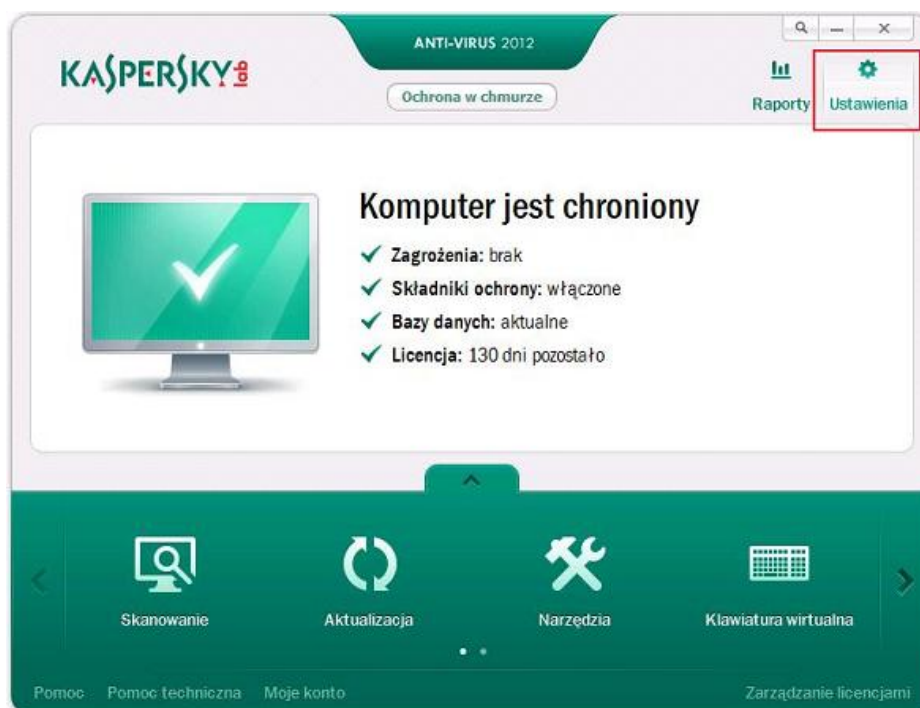 KASPERSKY lab
ANTI-VIRUS 2012
Ochrona w chmurze
Raporty
Ustawienia
Komputer jest chroniony
Zagrożenia: brak
Składniki ochrony: włączone
Bazy danych: aktualne
Licencja: 130 dni pozostało
Skanowanie
Aktualizacja
Narzędzia
Klawiatura wirtualna
Pomoc
Pomoc techniczna
Moje konto
Zarządzanie licencjami